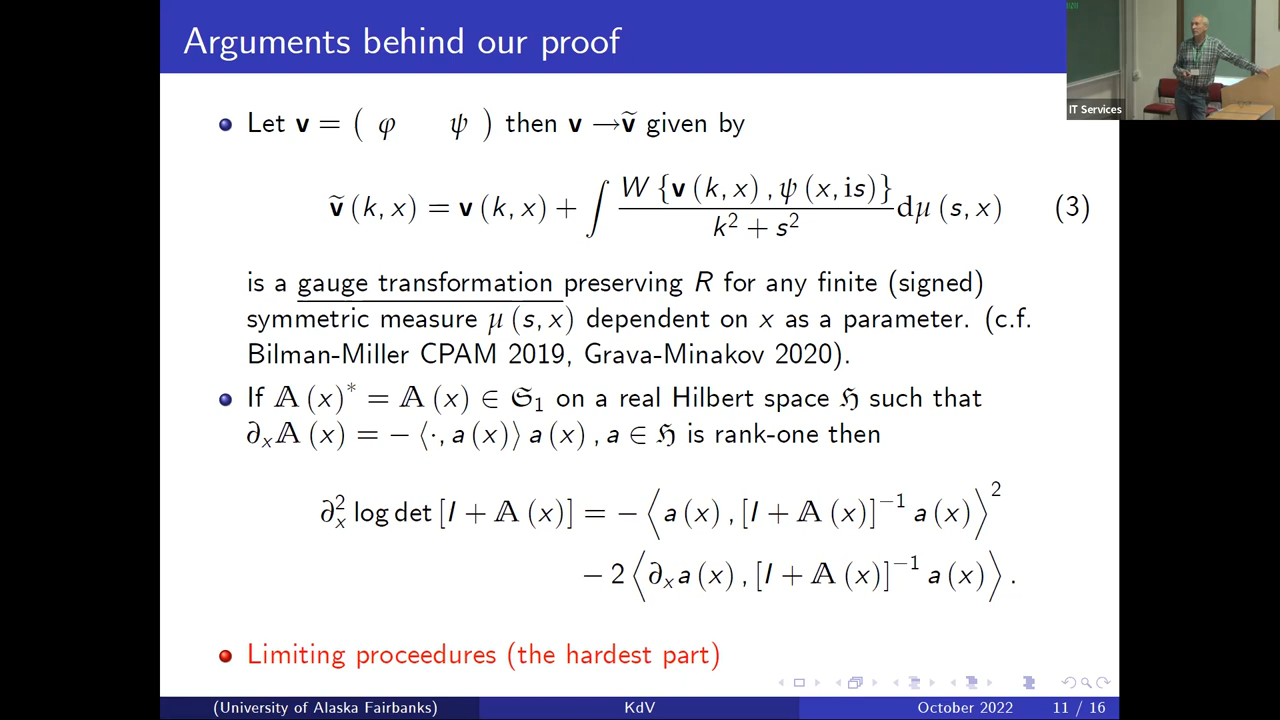 Arguments behind our proof
IT Services
Let v = ( φ ψ ) then v →ṽ given by
ṽ (k, x) = v (k, x) + ∫ W {v (k, x) , ψ (x, is)} / k² + s² dμ (s, x) (3)
is a gauge transformation preserving R for any finite (signed)
symmetric measure μ (s, x) dependent on x as a parameter. (c.f.
Bilman-Miller CPAM 2019, Grava-Minakov 2020).
If 𝔸 (x)* = 𝔸 (x) ∈ 𝔖₁ on a real Hilbert space ℌ such that
∂ₓ𝔸 (x) = − ⟨·, a (x)⟩ a (x) , a ∈ ℌ is rank-one then
∂ₓ² log det [I + 𝔸 (x)] = − ⟨a (x) , [I + 𝔸 (x)]⁻¹ a (x)⟩²
− 2 ⟨∂ₓa (x) , [I + 𝔸 (x)]⁻¹ a (x)⟩ .
Limiting proceedures (the hardest part)
(University of Alaska Fairbanks) KdV October 2022 11 / 16